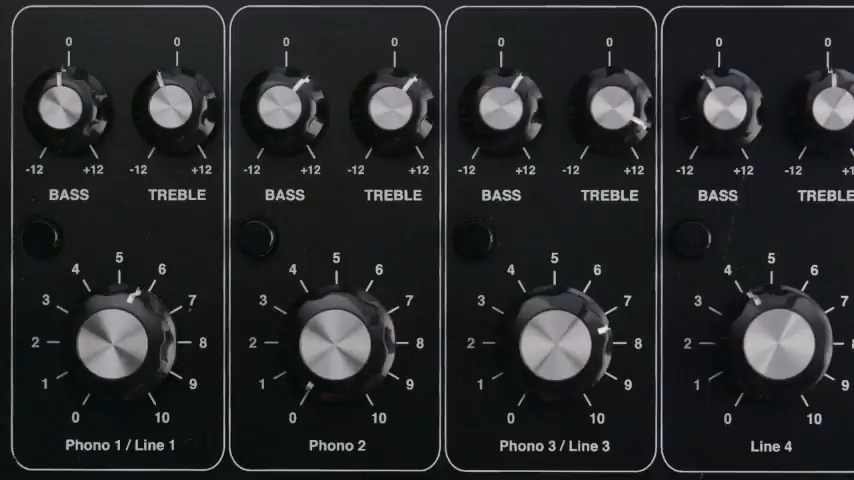 0 0
-12 +12 -12 +12
BASS TREBLE
0 1 2 3 4 5 6 7 8 9 10
Phono 1 / Line 1
0 0
-12 +12 -12 +12
BASS TREBLE
0 1 2 3 4 5 6 7 8 9 10
Phono 2
0 0
-12 +12 -12 +12
BASS TREBLE
0 1 2 3 4 5 6 7 8 9 10
Phono 3 / Line 3
0 0
-12 +12 -12 +
BASS TREBLE
0 1 2 3 4 5 6 7 8 9 10
Line 4